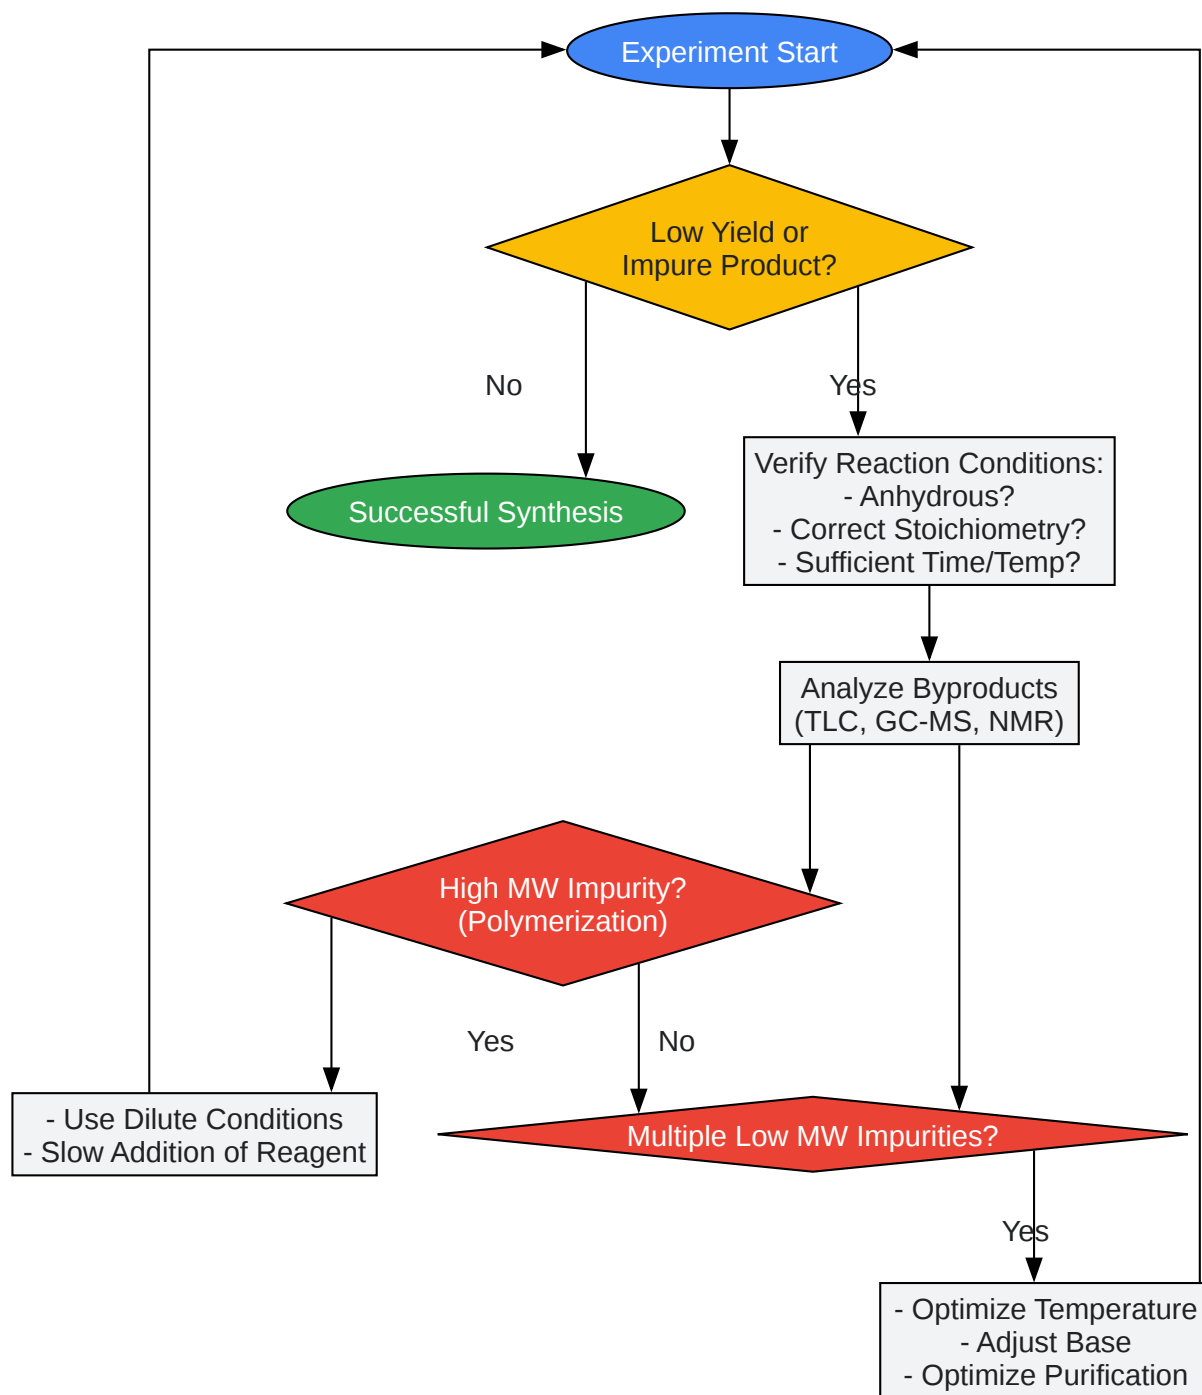 Experiment Start
Low Yield or
Impure Product?
No
Yes
Successful Synthesis
Verify Reaction Conditions:
- Anhydrous?
- Correct Stoichiometry?
- Sufficient Time/Temp?
Analyze Byproducts
(TLC, GC-MS, NMR)
High MW Impurity?
(Polymerization)
Yes
No
- Use Dilute Conditions
- Slow Addition of Reagent
Multiple Low MW Impurities?
Yes
- Optimize Temperature
- Adjust Base
- Optimize Purification